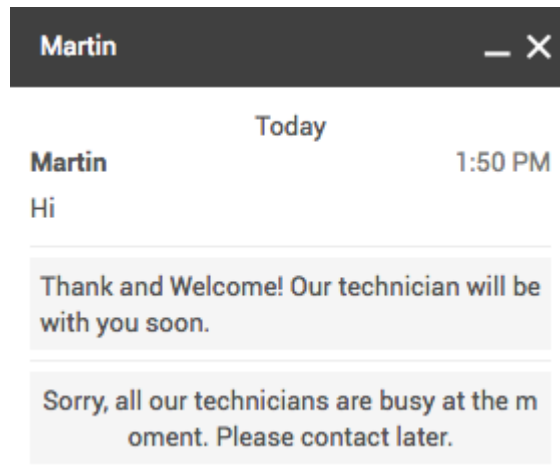 Martin
Today
Martin 1:50 PM
Hi
Thank and Welcome! Our technician will be
with you soon.
Sorry, all our technicians are busy at the m
oment. Please contact later.